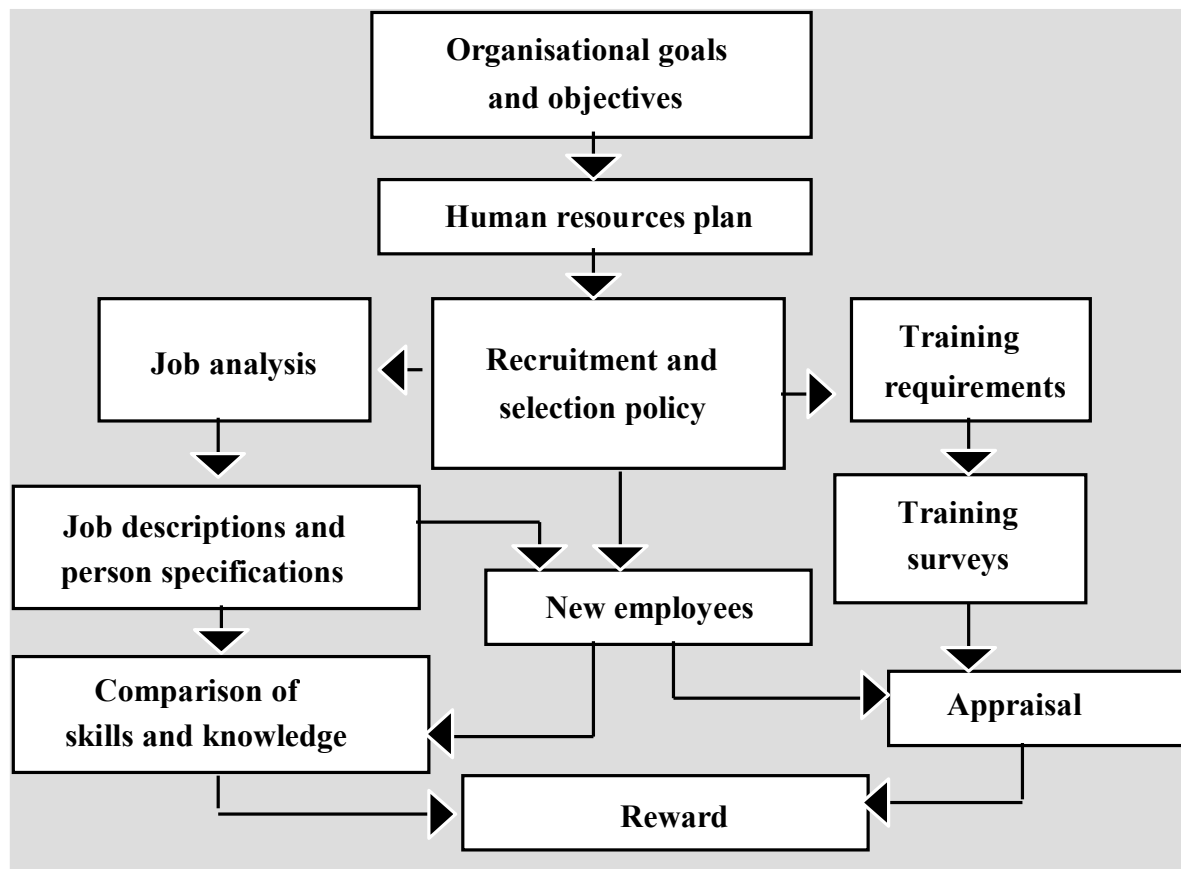 Organisational goals
and objectives
Human resources plan
Job analysis
Recruitment and
selection policy
Training
requirements
Job descriptions and
person specifications
New employees
Training
surveys
Comparison of
skills and knowledge
Appraisal
Reward